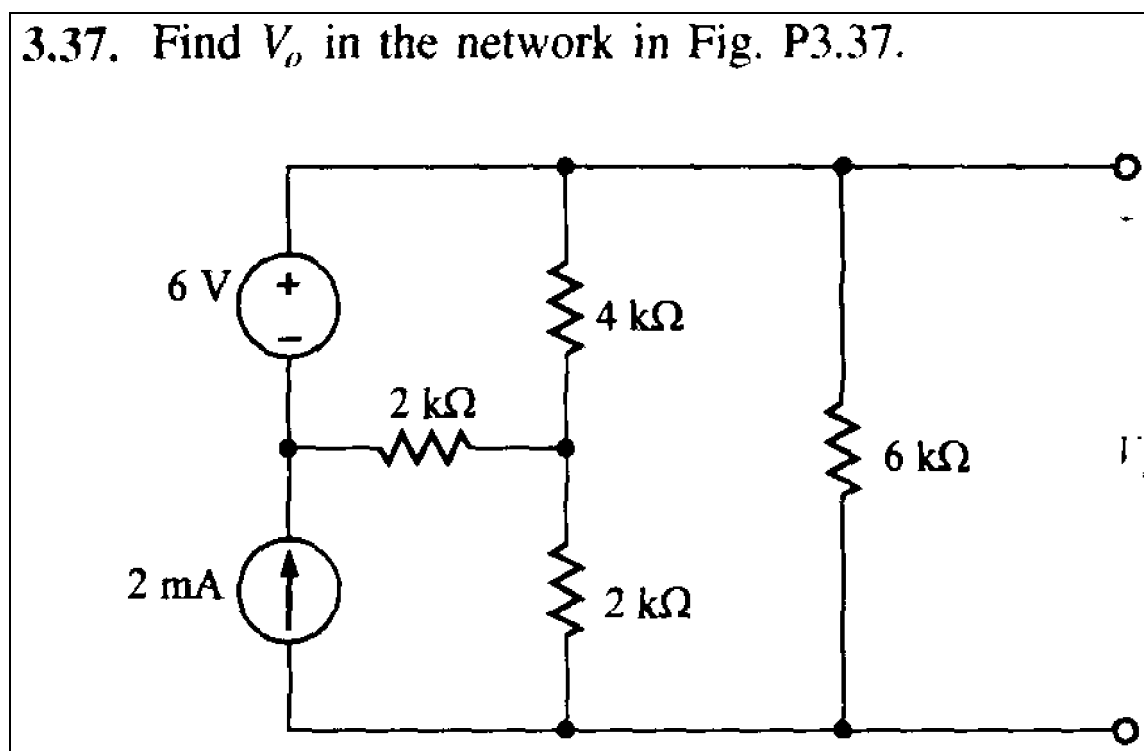 3.37. Find Vo in the network in Fig. P3.37.
6 V
+
−
4 kΩ
2 kΩ
6 kΩ
2 mA
2 kΩ